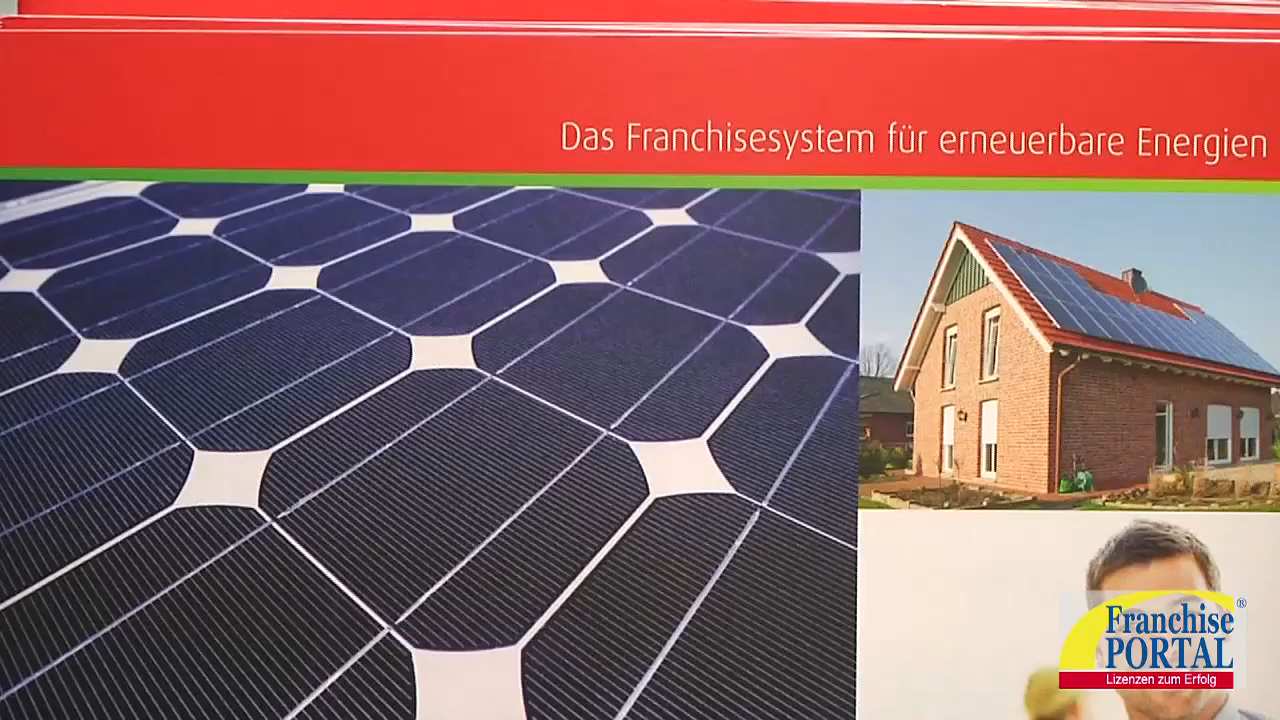 Das Franchisesystem für erneuerbare Energien
Franchise ®
PORTAL
Lizenzen zum Erfolg